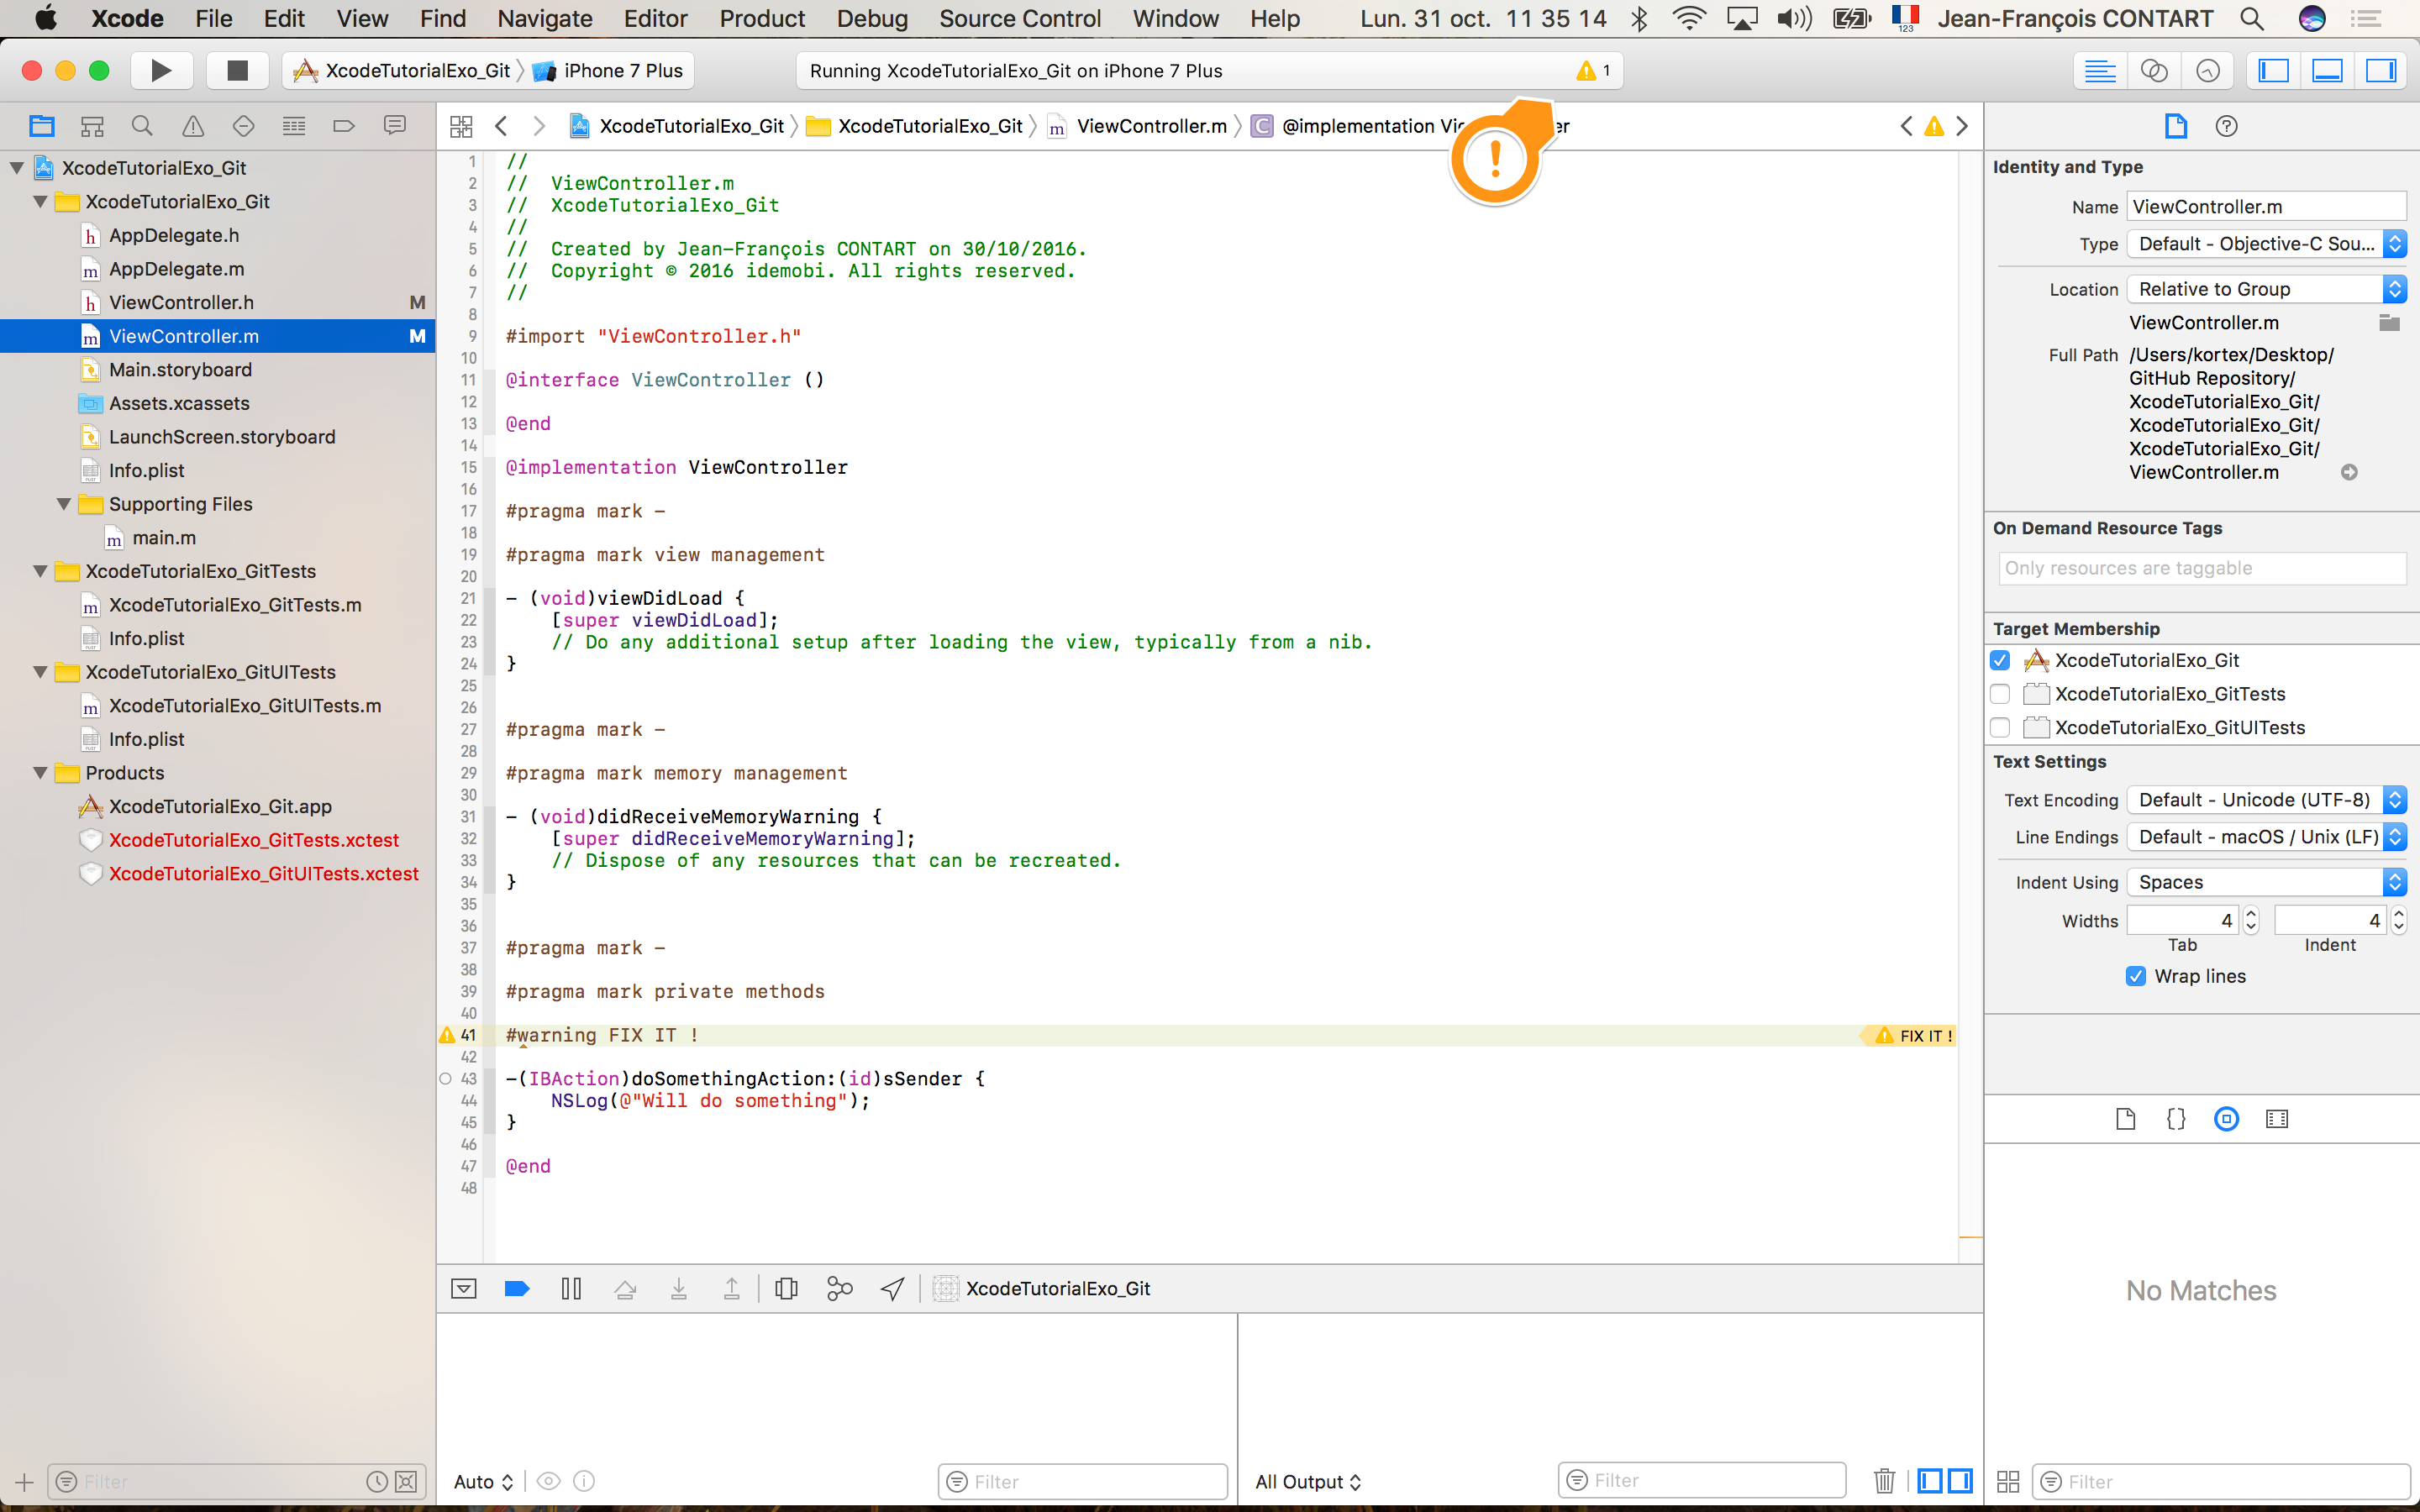 Xcode File Edit View Find Navigate Editor Product Debug Source Control Window Help Lun. 31 oct. 11 35 14 123 Jean-François CONTART
XcodeTutorialExo_Git iPhone 7 Plus Running XcodeTutorialExo_Git on iPhone 7 Plus 1
XcodeTutorialExo_Git XcodeTutorialExo_Git m ViewController.m C @implementation
XcodeTutorialExo_Git
XcodeTutorialExo_Git
h AppDelegate.h
m AppDelegate.m
h ViewController.h M
m ViewController.m M
Main.storyboard
Assets.xcassets
LaunchScreen.storyboard
Info.plist
Supporting Files
m main.m
XcodeTutorialExo_GitTests
m XcodeTutorialExo_GitTests.m
Info.plist
XcodeTutorialExo_GitUITests
m XcodeTutorialExo_GitUITests.m
Info.plist
Products
XcodeTutorialExo_Git.app
XcodeTutorialExo_GitTests.xctest
XcodeTutorialExo_GitUITests.xctest
Filter
1 //
2 // ViewController.m
3 // XcodeTutorialExo_Git
4 //
5 // Created by Jean-François CONTART on 30/10/2016.
6 // Copyright © 2016 idemobi. All rights reserved.
7 //
8
9 #import "ViewController.h"
10
11 @interface ViewController ()
12
13 @end
14
15 @implementation ViewController
16
17 #pragma mark -
18
19 #pragma mark view management
20
21 - (void)viewDidLoad {
22 [super viewDidLoad];
23 // Do any additional setup after loading the view, typically from a nib.
24 }
25
26
27 #pragma mark -
28
29 #pragma mark memory management
30
31 - (void)didReceiveMemoryWarning {
32 [super didReceiveMemoryWarning];
33 // Dispose of any resources that can be recreated.
34 }
35
36
37 #pragma mark -
38
39 #pragma mark private methods
40
41 #warning FIX IT ! FIX IT !
42
43 -(IBAction)doSomethingAction:(id)sSender {
44 NSLog(@"Will do something");
45 }
46
47 @end
48
XcodeTutorialExo_Git
Auto Filter
All Output Filter
Identity and Type
Name ViewController.m
Type Default - Objective-C Sou...
Location Relative to Group
ViewController.m
Full Path /Users/kortex/Desktop/
GitHub Repository/
XcodeTutorialExo_Git/
XcodeTutorialExo_Git/
XcodeTutorialExo_Git/
ViewController.m
On Demand Resource Tags
Only resources are taggable
Target Membership
XcodeTutorialExo_Git
XcodeTutorialExo_GitTests
XcodeTutorialExo_GitUITests
Text Settings
Text Encoding Default - Unicode (UTF-8)
Line Endings Default - macOS / Unix (LF)
Indent Using Spaces
Widths 4 4
Tab Indent
Wrap lines
No Matches
Filter